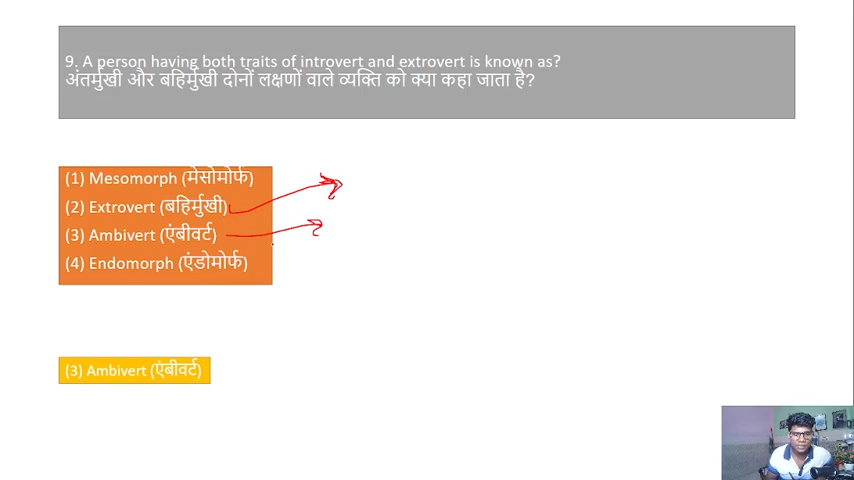 9. A person having both traits of introvert and extrovert is known as?
अंतर्मुखी और बहिर्मुखी दोनों लक्षणों वाले व्यक्ति को क्या कहा जाता है?
(1) Mesomorph (मेसोमोर्फ)
(2) Extrovert (बहिर्मुखी)
(3) Ambivert (एंबीवर्ट)
(4) Endomorph (एंडोमोर्फ)
(3) Ambivert (एंबीवर्ट)